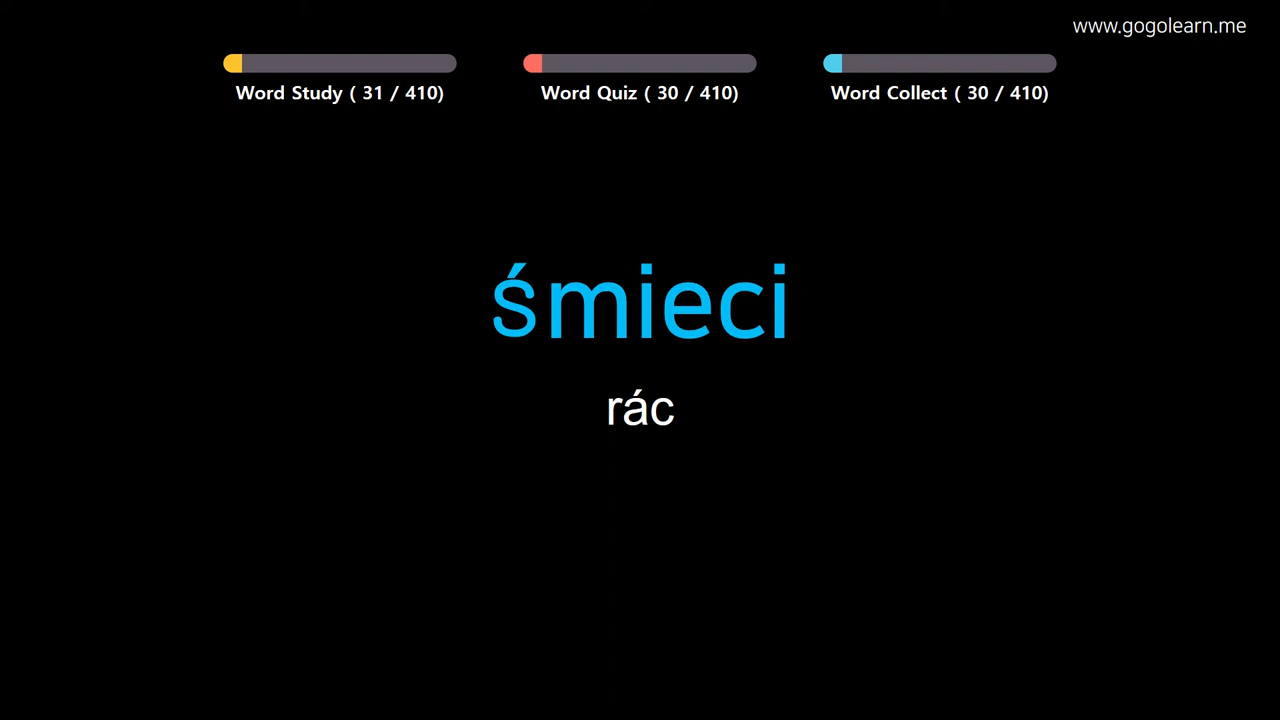 www.gogolearn.me
Word Study ( 31 / 410)
Word Quiz ( 30 / 410)
Word Collect ( 30 / 410)
śmieci
rác